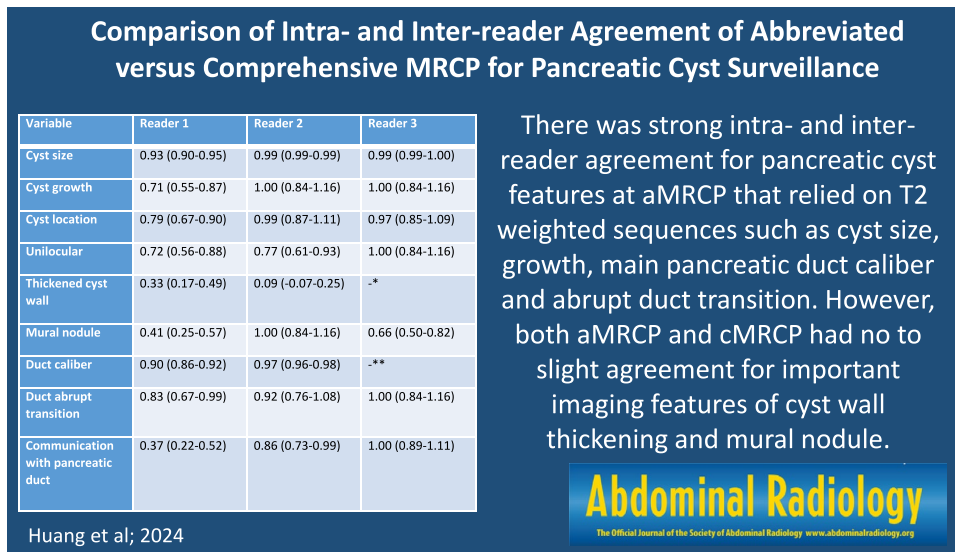 Comparison of Intra- and Inter-reader Agreement of Abbreviated
versus Comprehensive MRCP for Pancreatic Cyst Surveillance
Variable Reader 1 Reader 2 Reader 3
Cyst size 0.93 (0.90-0.95) 0.99 (0.99-0.99) 0.99 (0.99-1.00)
Cyst growth 0.71 (0.55-0.87) 1.00 (0.84-1.16) 1.00 (0.84-1.16)
Cyst location 0.79 (0.67-0.90) 0.99 (0.87-1.11) 0.97 (0.85-1.09)
Unilocular 0.72 (0.56-0.88) 0.77 (0.61-0.93) 1.00 (0.84-1.16)
Thickened cyst 0.33 (0.17-0.49) 0.09 (-0.07-0.25) -*
wall
Mural nodule 0.41 (0.25-0.57) 1.00 (0.84-1.16) 0.66 (0.50-0.82)
Duct caliber 0.90 (0.86-0.92) 0.97 (0.96-0.98) -**
Duct abrupt 0.83 (0.67-0.99) 0.92 (0.76-1.08) 1.00 (0.84-1.16)
transition
Communication 0.37 (0.22-0.52) 0.86 (0.73-0.99) 1.00 (0.89-1.11)
with pancreatic
duct
There was strong intra- and inter-
reader agreement for pancreatic cyst
features at aMRCP that relied on T2
weighted sequences such as cyst size,
growth, main pancreatic duct caliber
and abrupt duct transition. However,
both aMRCP and cMRCP had no to
slight agreement for important
imaging features of cyst wall
thickening and mural nodule.
Abdominal Radiology
The Official Journal of the Society of Abdominal Radiology www.abdominalradiology.org
Huang et al; 2024